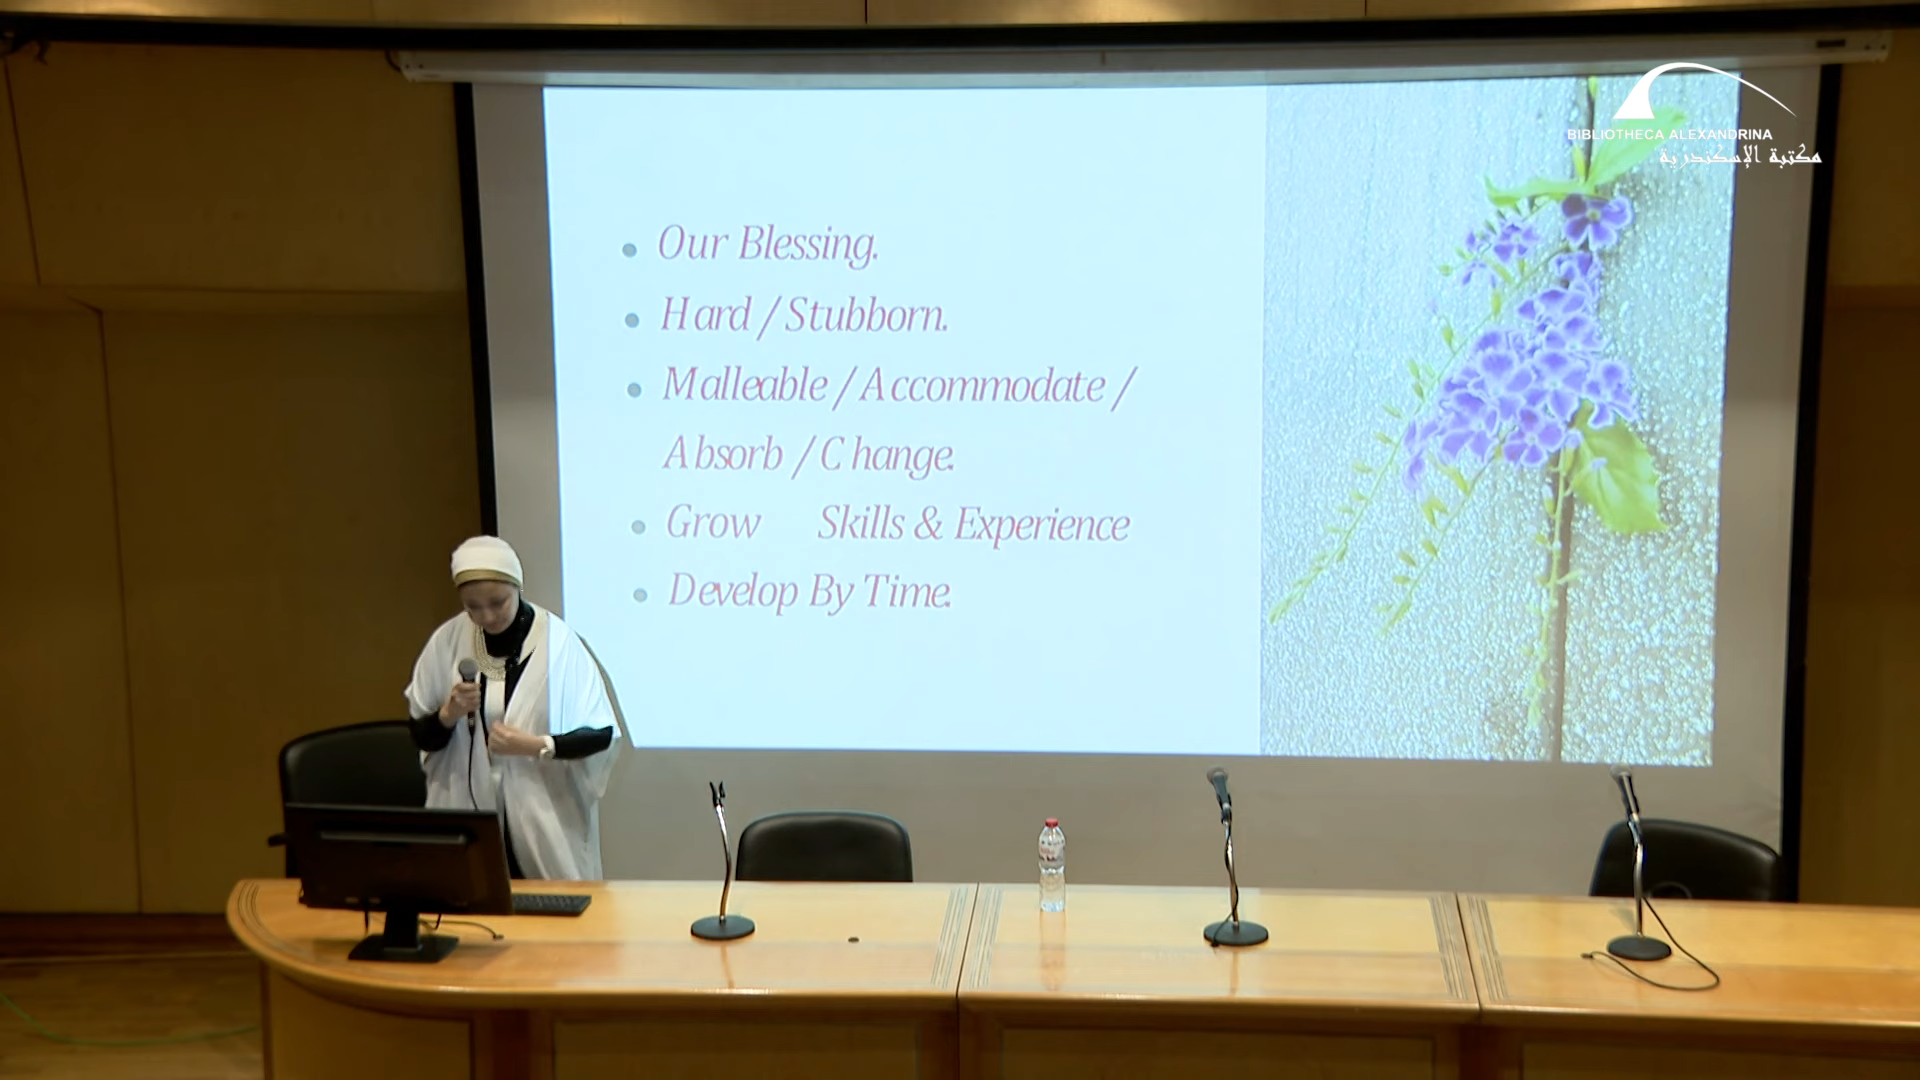 BIBLIOTHECA ALEXANDRINA
مكتبة الإسكندرية
Our Blessing.
Hard / Stubborn.
Malleable / Accommodate /
Absorb / Change.
Grow Skills & Experience
Develop By Time.